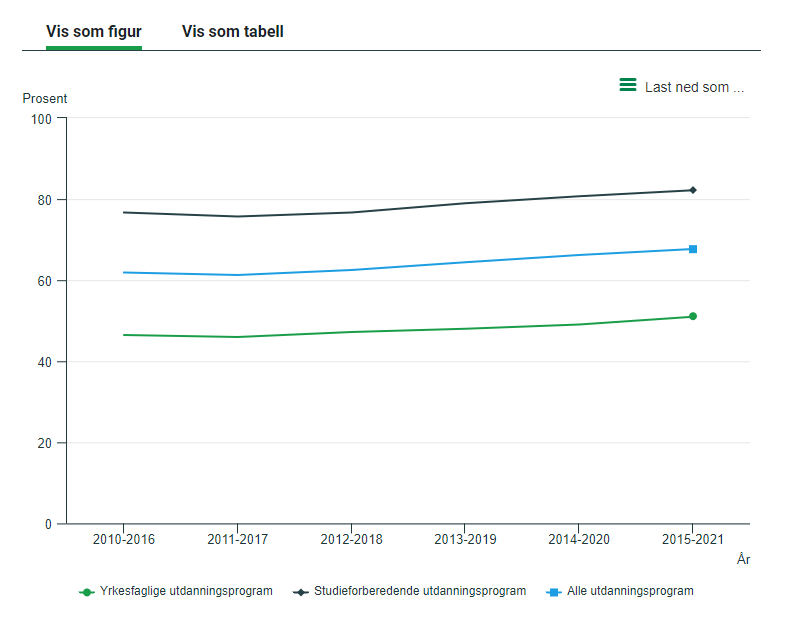 Vis som figur Vis som tabell
Last ned som ...
Prosent
100
80
60
40
20
0
2010-2016 2011-2017 2012-2018 2013-2019 2014-2020 2015-2021
År
Yrkesfaglige utdanningsprogram Studieforberedende utdanningsprogram Alle utdanningsprogram